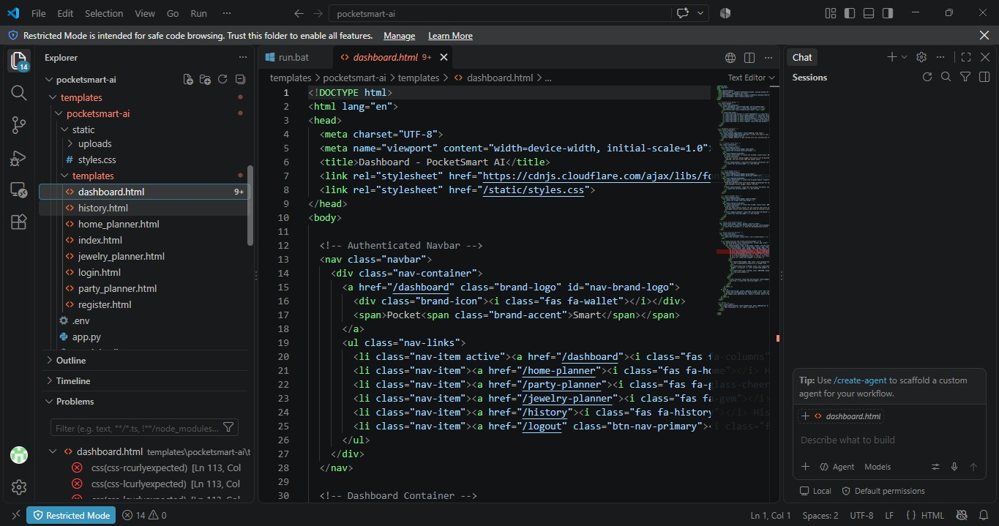 File Edit Selection View Go Run ··· pocketsmart-ai
Restricted Mode is intended for safe code browsing. Trust this folder to enable all features. Manage Learn More
14
Explorer
pocketsmart-ai
templates
pocketsmart-ai
static
uploads
# styles.css
templates
<> dashboard.html 9+
<> history.html
<> home_planner.html
<> index.html
<> jewelry_planner.html
<> login.html
<> party_planner.html
<> register.html
.env
app.py
Outline
Timeline
Problems
Filter (e.g. text, **/*.ts, !**/node_modules...
<> dashboard.html templates\pocketsmart-ai\t
css(css-rcurlyexpected) [Ln 113, Col
css(css-lcurlyexpected) [Ln 113, Col
run.bat <> dashboard.html 9+
templates > pocketsmart-ai > templates > <> dashboard.html > ... Text Editor
1 <!DOCTYPE html>
2 <html lang="en">
3 <head>
4 <meta charset="UTF-8">
5 <meta name="viewport" content="width=device-width, initial-scale=1.0">
6 <title>Dashboard - PocketSmart AI</title>
7 <link rel="stylesheet" href="https://cdnjs.cloudflare.com/ajax/libs/fo
8 <link rel="stylesheet" href="/static/styles.css">
9 </head>
10 <body>
11
12 <!-- Authenticated Navbar -->
13 <nav class="navbar">
14 <div class="nav-container">
15 <a href="/dashboard" class="brand-logo" id="nav-brand-logo">
16 <div class="brand-icon"><i class="fas fa-wallet"></i></div>
17 <span>Pocket<span class="brand-accent">Smart</span></span>
18 </a>
19 <ul class="nav-links">
20 <li class="nav-item active"><a href="/dashboard"><i class="fas fa-columns"
21 <li class="nav-item"><a href="/home-planner"><i class="fas fa-home"></i> H
22 <li class="nav-item"><a href="/party-planner"><i class="fas fa-glass-cheer
23 <li class="nav-item"><a href="/jewelry-planner"><i class="fas fa-gem"></i>
24 <li class="nav-item"><a href="/history"><i class="fas fa-history"></i> His
25 <li class="nav-item"><a href="/logout" class="btn-nav-primary"><i class="f
26 </ul>
27 </div>
28 </nav>
29
30 <!-- Dashboard Container -->
Chat
Sessions
Tip: Use /create-agent to scaffold a custom
agent for your workflow.
<> dashboard.html
Describe what to build
Agent Models
Local Default permissions
Restricted Mode 14 0 Ln 1, Col 1 Spaces: 2 UTF-8 LF {} HTML